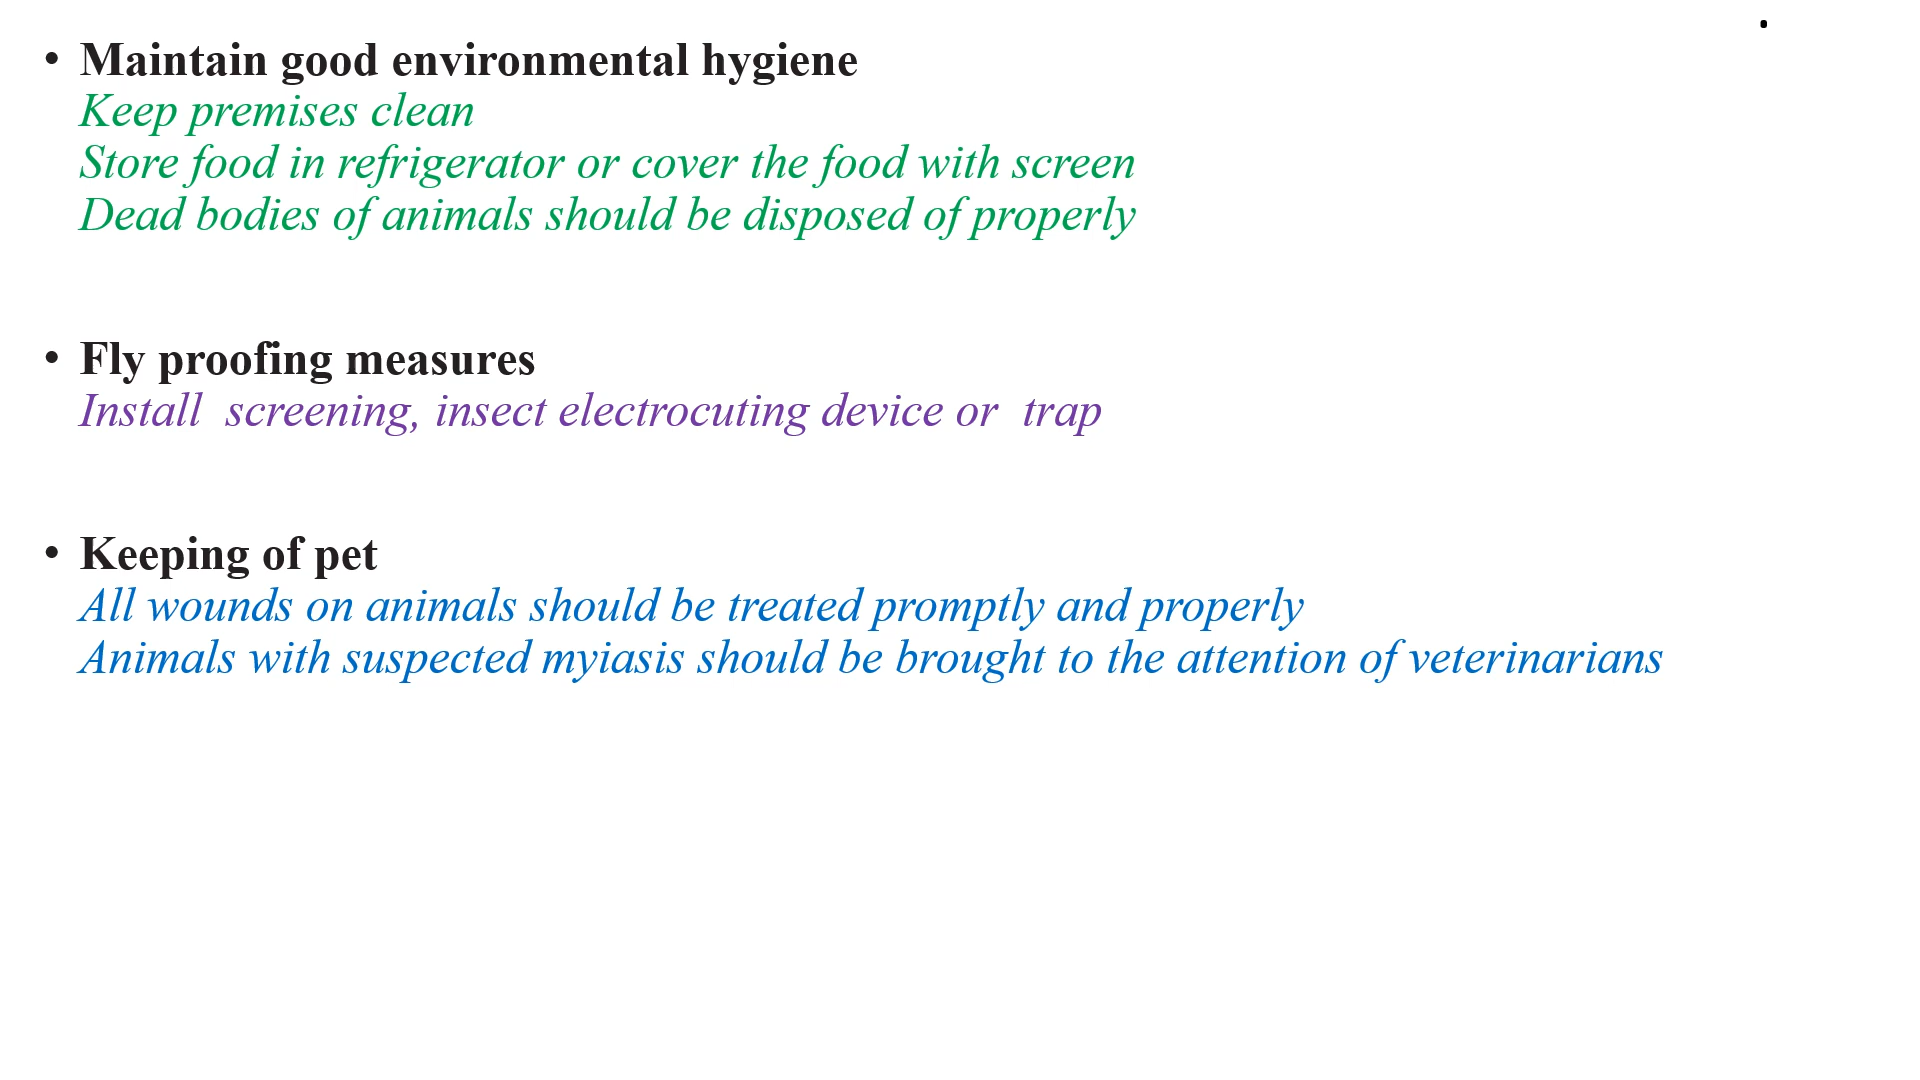 .
• Maintain good environmental hygiene
Keep premises clean
Store food in refrigerator or cover the food with screen
Dead bodies of animals should be disposed of properly
• Fly proofing measures
Install  screening, insect electrocuting device or  trap
• Keeping of pet
All wounds on animals should be treated promptly and properly
Animals with suspected myiasis should be brought to the attention of veterinarians